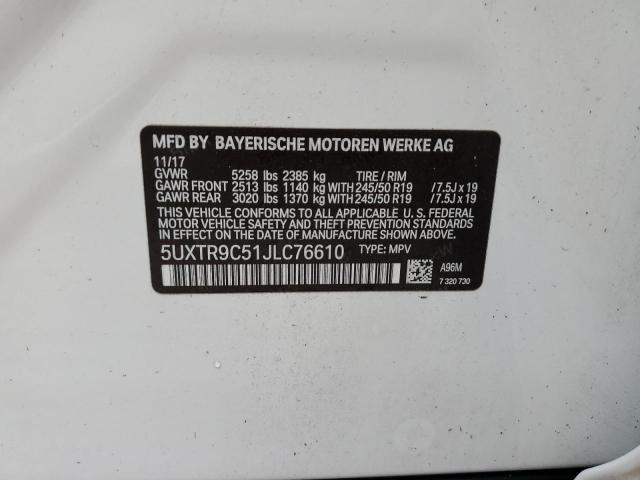 MFD BY BAYERISCHE MOTOREN WERKE AG
11/17
GVWR 5258 lbs 2385 kg TIRE / RIM
GAWR FRONT 2513 lbs 1140 kg WITH 245/50 R19 /7.5J x 19
GAWR REAR 3020 lbs 1370 kg WITH 245/50 R19 /7.5J x 19
THIS VEHICLE CONFORMS TO ALL APPLICABLE U. S. FEDERAL
MOTOR VEHICLE SAFETY AND THEFT PREVENTION STANDARDS
IN EFFECT ON THE DATE OF MANUFACTURE SHOWN ABOVE.
5UXTR9C51JLC76610 TYPE: MPV
A96M
7 320 730